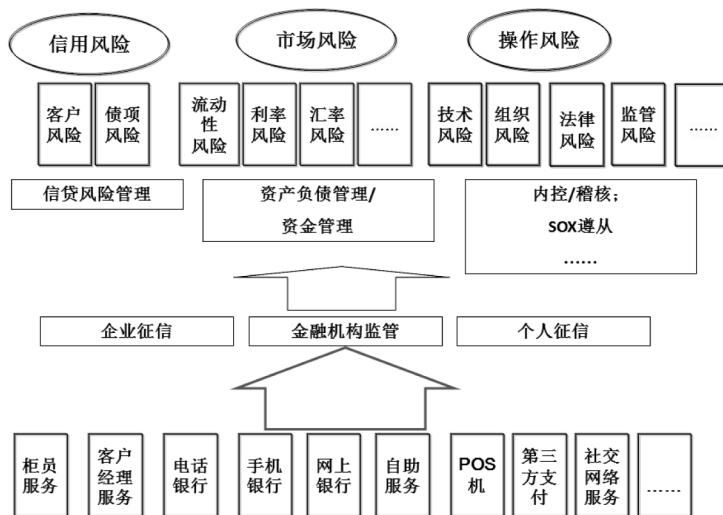 信用风险
市场风险
操作风险
客户
风险
债项
风险
流动
性
风险
利率
风险
汇率
风险
......
技术
风险
组织
风险
法律
风险
监管
风险
......
信贷风险管理
资产负债管理/
资金管理
内控/稽核；
SOX遵从
......
企业征信
金融机构监管
个人征信
柜员
服务
客户
经理
服务
电话
银行
手机
银行
网上
银行
自助
服务
POS
机
第三
方支
付
社交
网络
服务
......